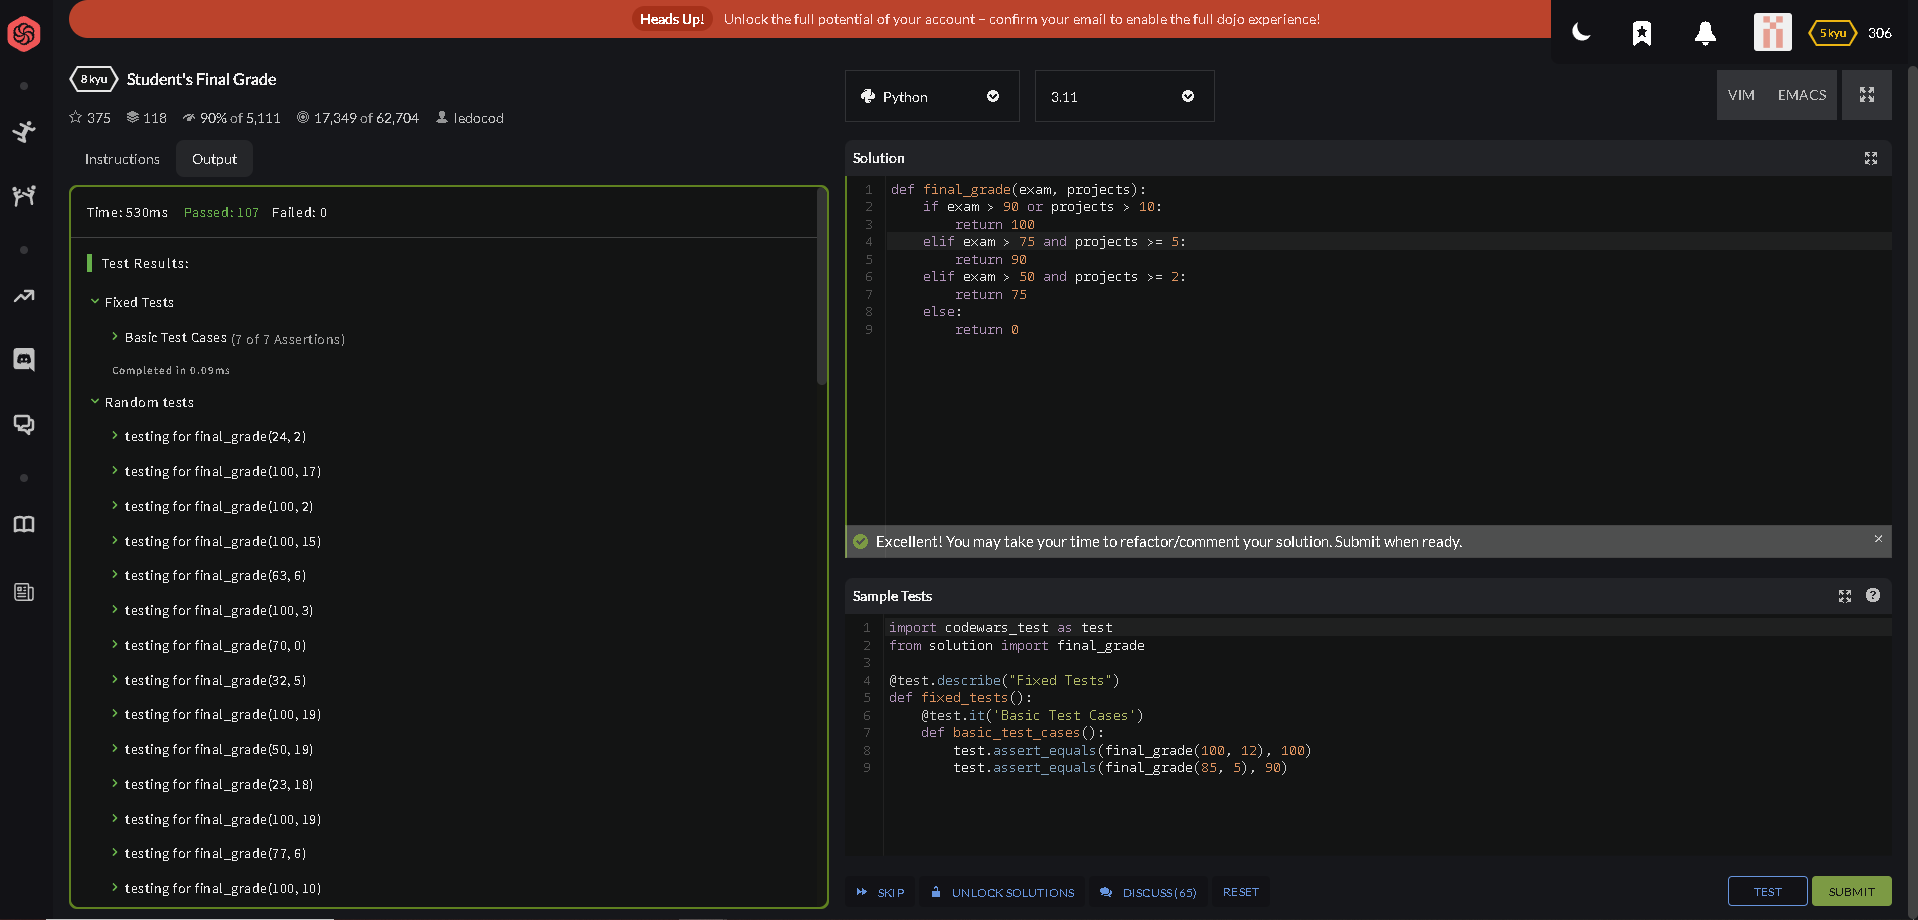 Heads Up! Unlock the full potential of your account – confirm your email to enable the full dojo experience!
5 kyu 306
8 kyu Student's Final Grade
375 118 90% of 5,111 17,349 of 62,704 ledocod
Instructions Output
Time: 530ms Passed: 107 Failed: 0
Test Results:
Fixed Tests
Basic Test Cases (7 of 7 Assertions)
Completed in 0.09ms
Random tests
testing for final_grade(24, 2)
testing for final_grade(100, 17)
testing for final_grade(100, 2)
testing for final_grade(100, 15)
testing for final_grade(63, 6)
testing for final_grade(100, 3)
testing for final_grade(70, 0)
testing for final_grade(32, 5)
testing for final_grade(100, 19)
testing for final_grade(50, 19)
testing for final_grade(23, 18)
testing for final_grade(100, 19)
testing for final_grade(77, 6)
testing for final_grade(100, 10)
Python 3.11 VIM EMACS
Solution
1 def final_grade(exam, projects):
2     if exam > 90 or projects > 10:
3         return 100
4     elif exam > 75 and projects >= 5:
5         return 90
6     elif exam > 50 and projects >= 2:
7         return 75
8     else:
9         return 0
Excellent! You may take your time to refactor/comment your solution. Submit when ready.
Sample Tests
1 import codewars_test as test
2 from solution import final_grade
3
4 @test.describe("Fixed Tests")
5 def fixed_tests():
6     @test.it('Basic Test Cases')
7     def basic_test_cases():
8         test.assert_equals(final_grade(100, 12), 100)
9         test.assert_equals(final_grade(85, 5), 90)
SKIP UNLOCK SOLUTIONS DISCUSS (65) RESET TEST SUBMIT